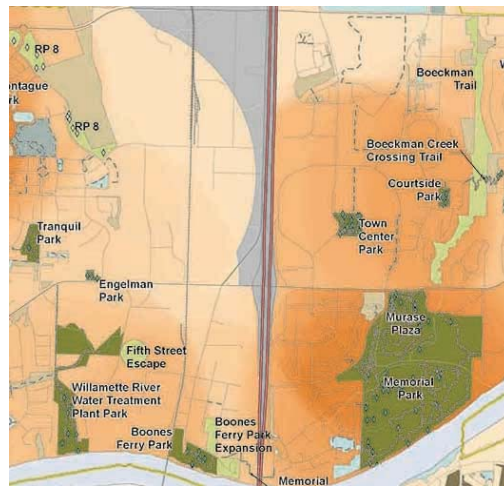 RP 8
Boeckman
Trail
RP 8
Boeckman Creek
Crossing Trail
Courtside
Park
Tranquil
Park
Town
Center
Park
Engelman
Park
Murase
Plaza
Fifth Street
Escape
Memorial
Park
Willamette River
Water Treatment
Plant Park
Boones
Ferry Park
Boones
Ferry Park
Expansion
Memorial